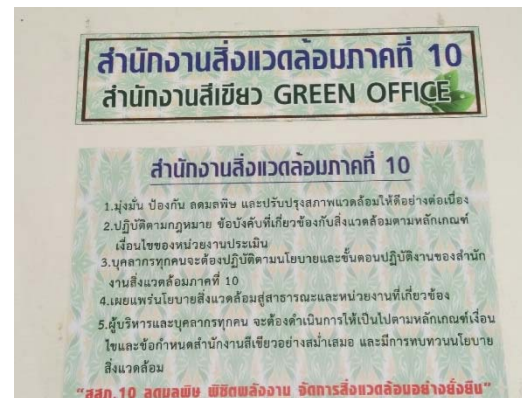 สำนักงานสิ่งแวดล้อมภาคที่ 10
สำนักงานสีเขียว GREEN OFFICE
สำนักงานสิ่งแวดล้อมภาคที่ 10
1.มุ่งมั่น ป้องกัน ลดมลพิษ และปรับปรุงสภาพแวดล้อมให้ดีอย่างต่อเนื่อง
2.ปฏิบัติตามกฎหมาย ข้อบังคับที่เกี่ยวข้องกับสิ่งแวดล้อมตามหลักเกณฑ์
เงื่อนไขของหน่วยงานประเมิน
3.บุคลากรทุกคนจะต้องปฏิบัติตามนโยบายและขั้นตอนปฏิบัติงานของสำนัก
งานสิ่งแวดล้อมภาคที่ 10
4.เผยแพร่นโยบายสิ่งแวดล้อมสู่สาธารณะและหน่วยงานที่เกี่ยวข้อง
5.ผู้บริหารและบุคลากรทุกคน จะต้องดำเนินการให้เป็นไปตามหลักเกณฑ์เงื่อน
ไขและข้อกำหนดสำนักงานสีเขียวอย่างสม่ำเสมอ และมีการทบทวนนโยบาย
สิ่งแวดล้อม
“สสภ.10 ลดมลพิษ พิชิตพลังงาน จัดการสิ่งแวดล้อมอย่างยั่งยืน”